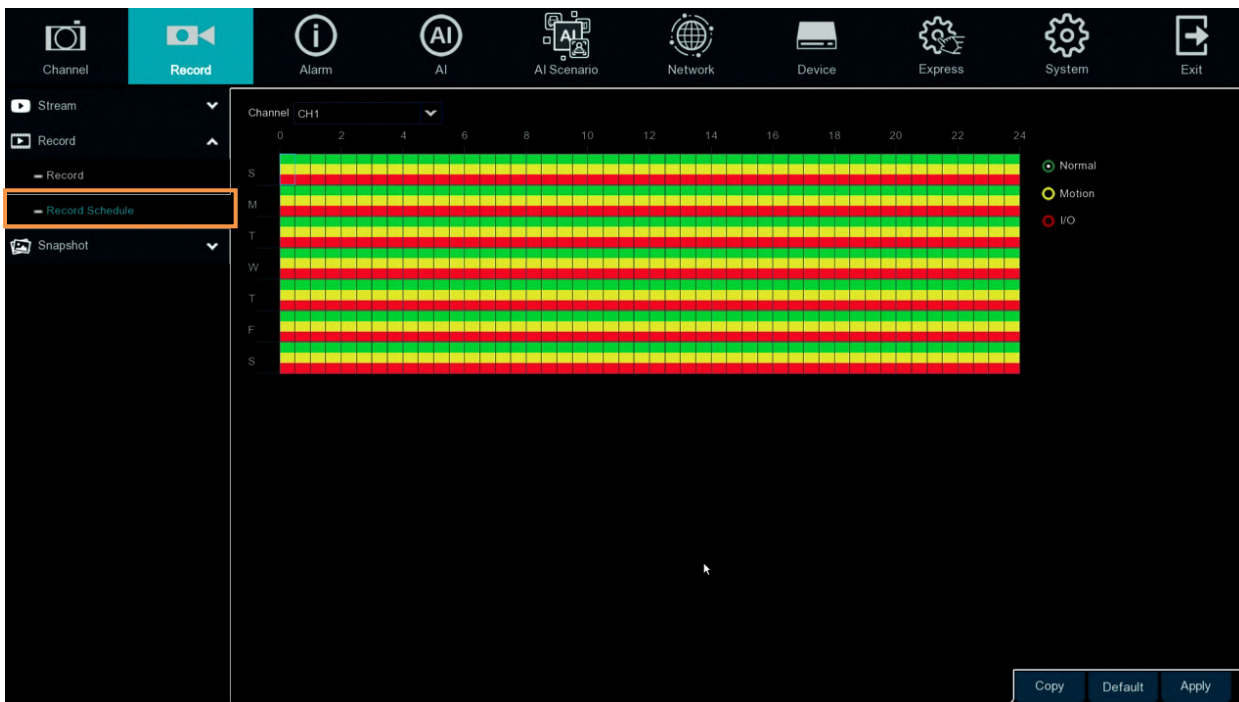 Channel Record Alarm AI AI Scenario Network Device Express System Exit
Stream
Record
Record
Record Schedule
Snapshot
Channel CH1
0 2 4 6 8 10 12 14 16 18 20 22 24
S
M
T
W
T
F
S
Normal
Motion
I/O
Copy Default Apply